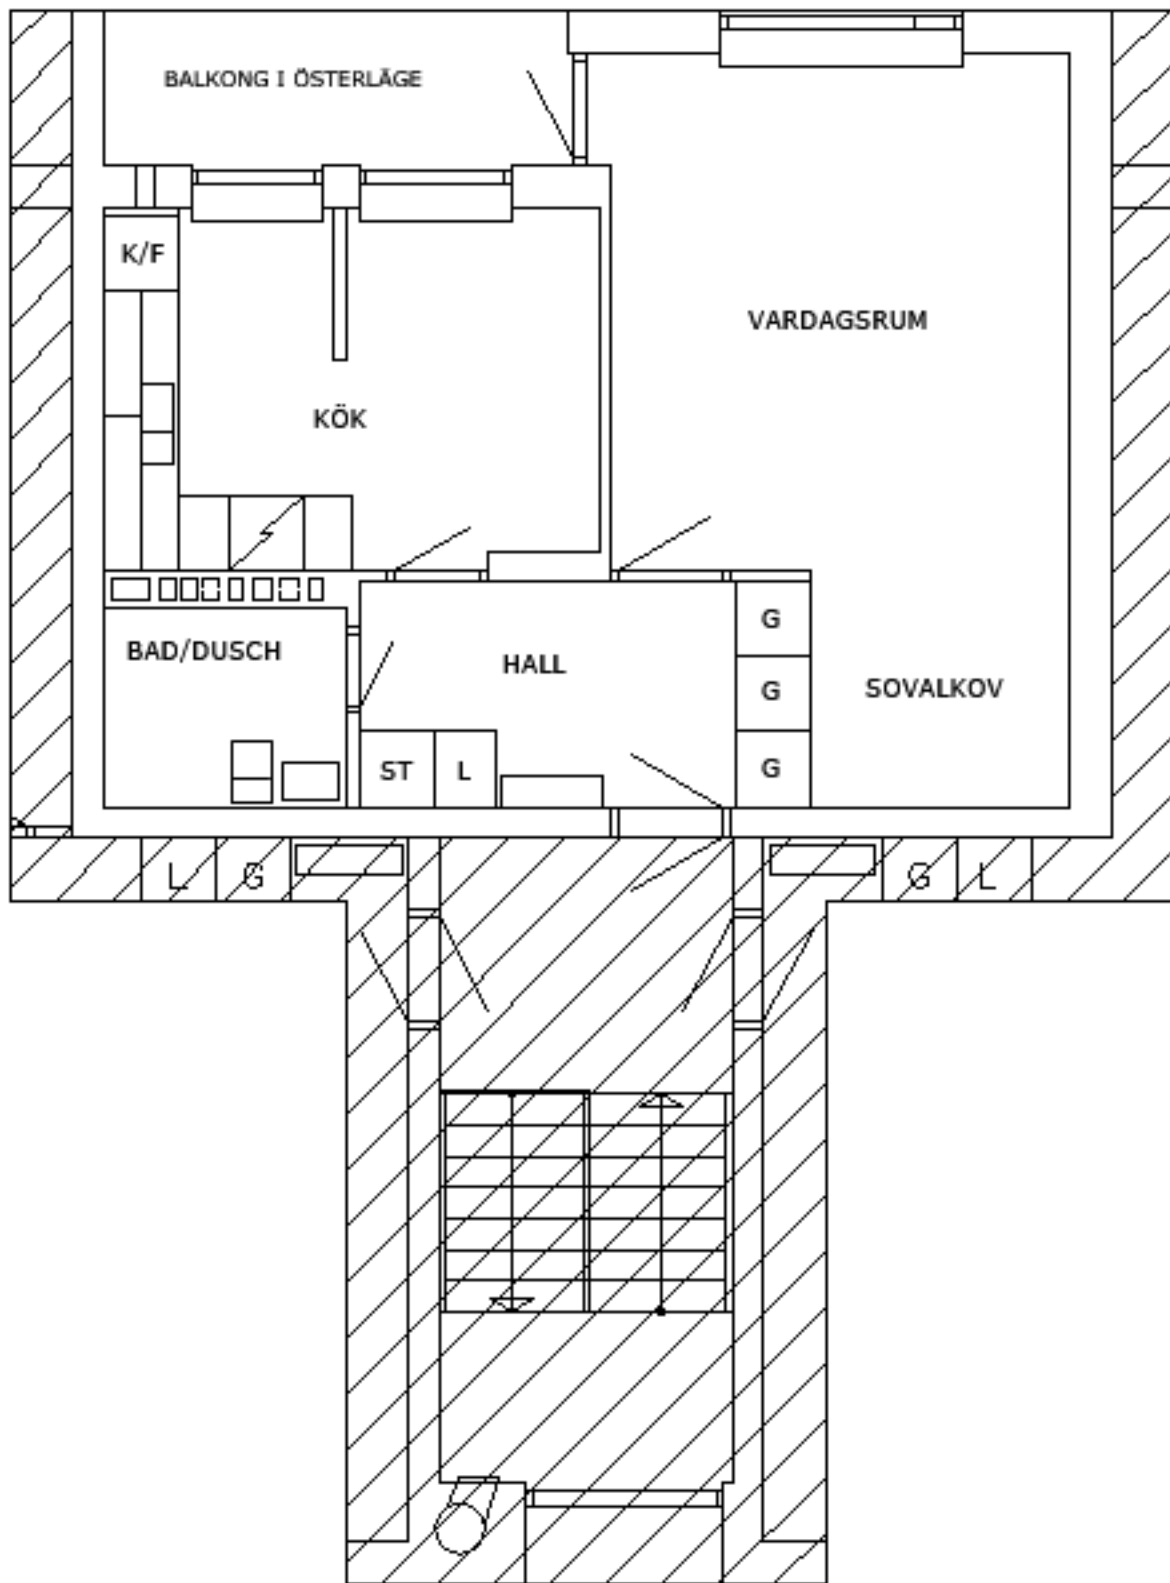 BALKONG I ÖSTERLÄGE
K/F
VARDAGSRUM
KÖK
G
BAD/DUSCH
HALL
G
SOVALKOV
ST
L
G
L
G
G
L